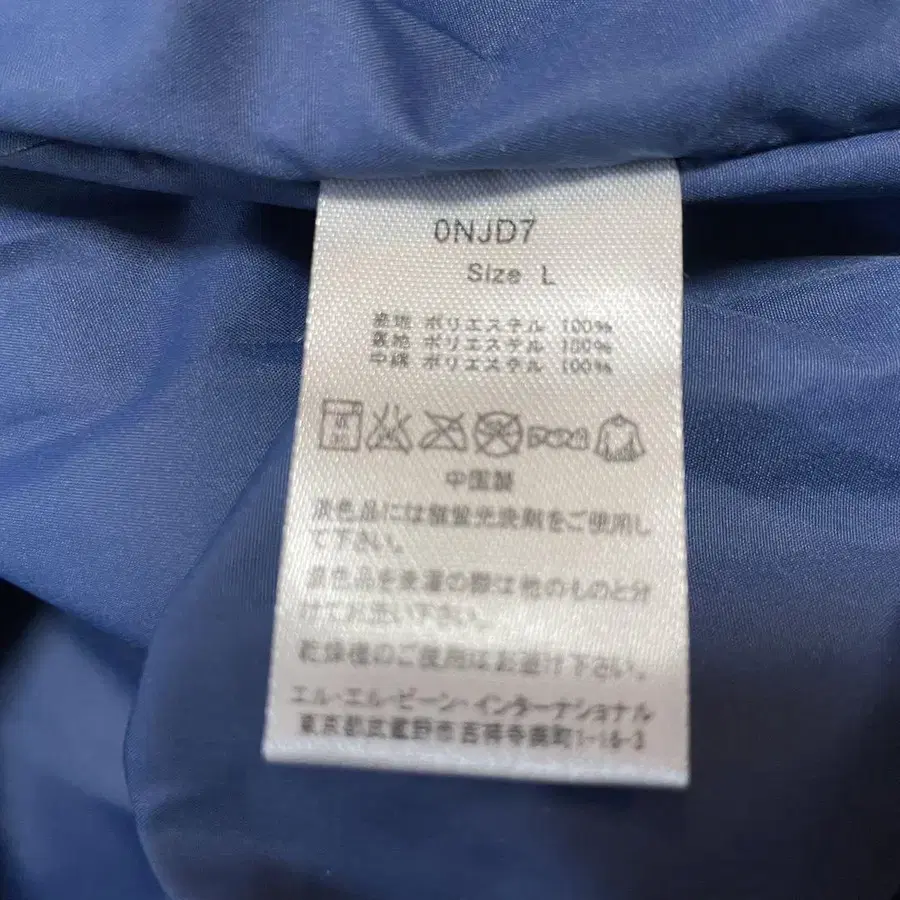 0NJD7
Size L
表地 ポリエステル 100%
裏地 ポリエステル 100%
中綿 ポリエステル 100%
中国製
淡色品には無蛍光洗剤をご使用し
て下さい。
濃色品を洗濯の際は他のものと分
けてお洗い下さい。
乾燥機のご使用はお避け下さい。
エル・エル・ビーン・インターナショナル
東京都武蔵野市吉祥寺南町1-16-3